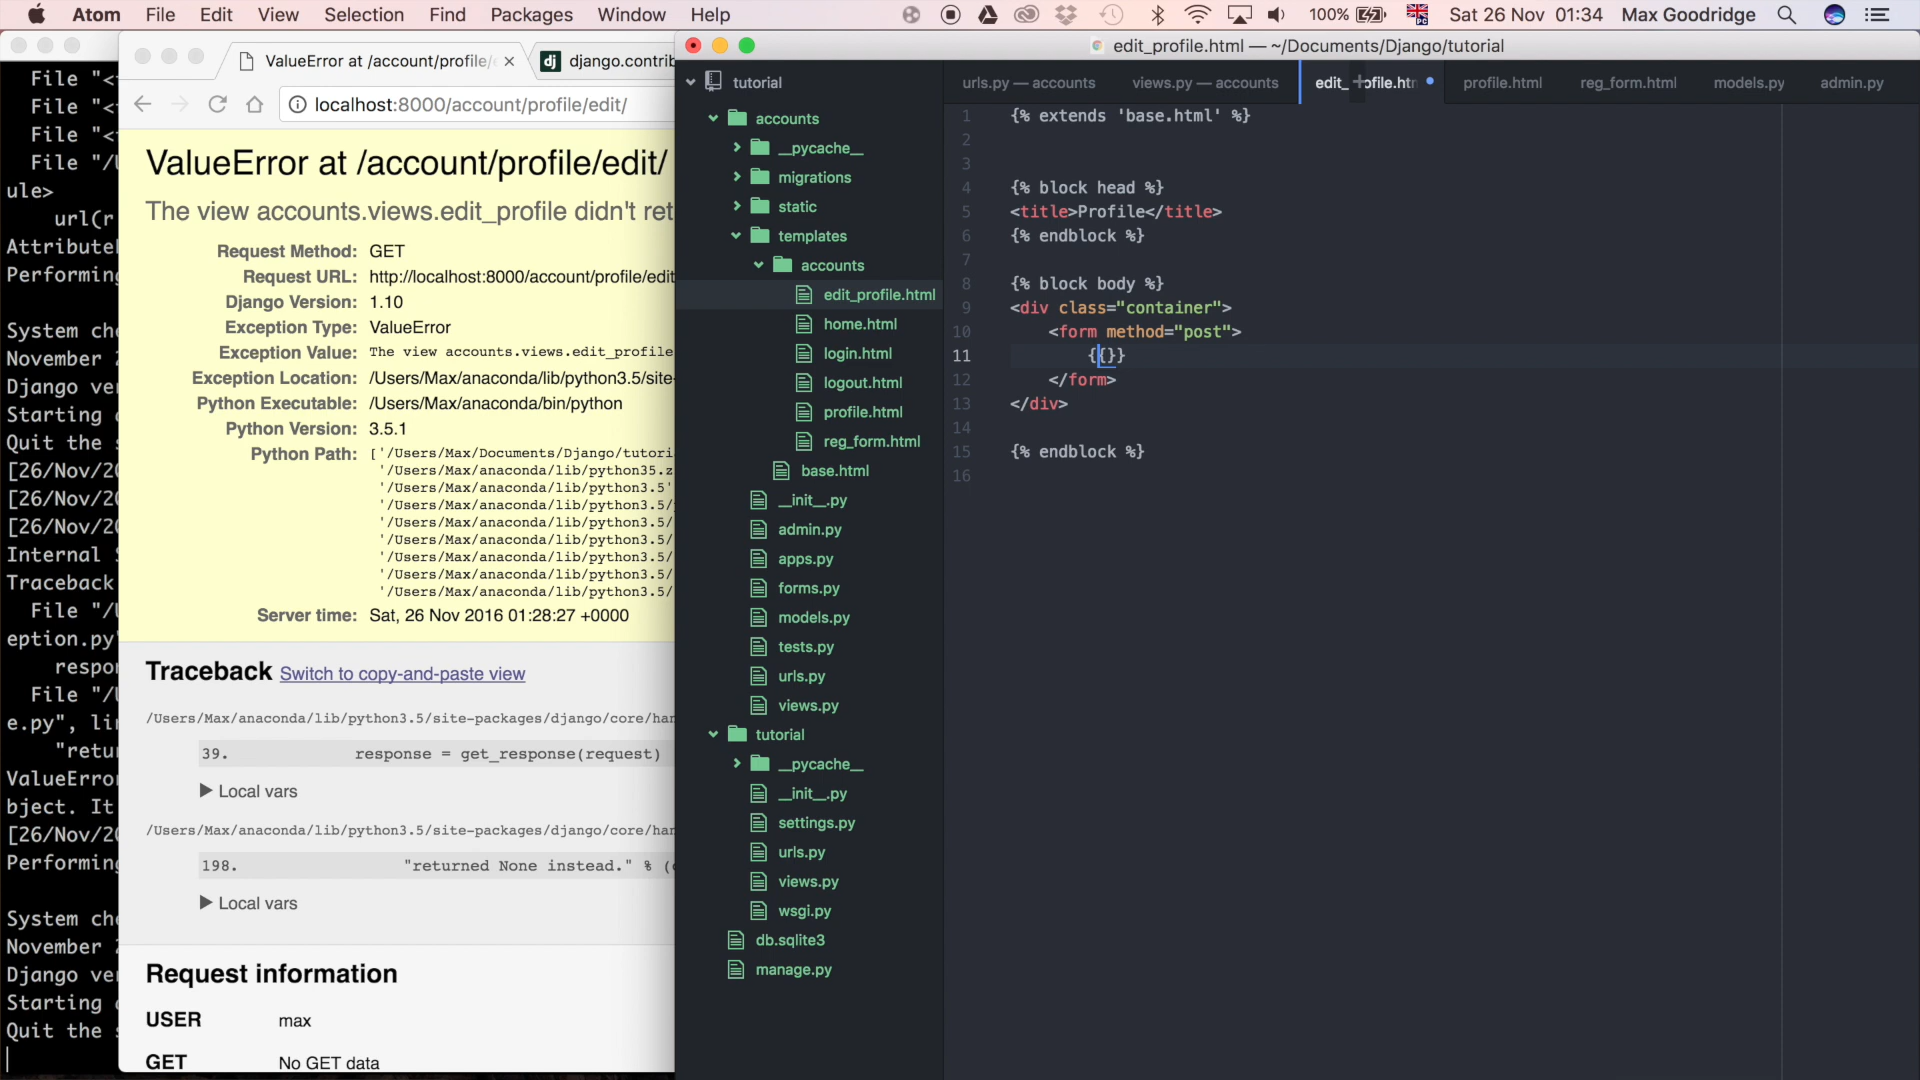 Atom File Edit View Selection Find Packages Window Help 100% Sat 26 Nov 01:34 Max Goodridge
File "<
File "<
File "<
File "/
ule>
url(r
Attribute
Performing
System che
November 2
Django ver
Starting
Quit the s
[26/Nov/20
[26/Nov/20
[26/Nov/20
Internal S
Traceback
File "/
eption.py"
respon
File "/
e.py", lin
"retur
ValueError
bject. It
[26/Nov/20
Performing
System che
November 2
Django ver
Starting
Quit the s
ValueError at /account/profile/e
dj django.contrib
localhost:8000/account/profile/edit/
ValueError at /account/profile/edit/
The view accounts.views.edit_profile didn't ret
Request Method: GET
Request URL: http://localhost:8000/account/profile/edit
Django Version: 1.10
Exception Type: ValueError
Exception Value: The view accounts.views.edit_profile
Exception Location: /Users/Max/anaconda/lib/python3.5/site-
Python Executable: /Users/Max/anaconda/bin/python
Python Version: 3.5.1
Python Path: ['/Users/Max/Documents/Django/tutori
'/Users/Max/anaconda/lib/python35.z
'/Users/Max/anaconda/lib/python3.5'
'/Users/Max/anaconda/lib/python3.5/
'/Users/Max/anaconda/lib/python3.5/
'/Users/Max/anaconda/lib/python3.5/
'/Users/Max/anaconda/lib/python3.5/
'/Users/Max/anaconda/lib/python3.5/
'/Users/Max/anaconda/lib/python3.5/
Server time: Sat, 26 Nov 2016 01:28:27 +0000
Traceback Switch to copy-and-paste view
/Users/Max/anaconda/lib/python3.5/site-packages/django/core/han
39. response = get_response(request)
▶ Local vars
/Users/Max/anaconda/lib/python3.5/site-packages/django/core/han
198. "returned None instead." % (
▶ Local vars
Request information
USER max
GET No GET data
edit_profile.html — ~/Documents/Django/tutorial
tutorial
accounts
__pycache__
migrations
static
templates
accounts
edit_profile.html
home.html
login.html
logout.html
profile.html
reg_form.html
base.html
__init__.py
admin.py
apps.py
forms.py
models.py
tests.py
urls.py
views.py
tutorial
__pycache__
__init__.py
settings.py
urls.py
views.py
wsgi.py
db.sqlite3
manage.py
urls.py — accounts views.py — accounts edit_profile.htm profile.html reg_form.html models.py admin.py
1 {% extends 'base.html' %}
2
3
4 {% block head %}
5 <title>Profile</title>
6 {% endblock %}
7
8 {% block body %}
9 <div class="container">
10 <form method="post">
11 {{}}
12 </form>
13 </div>
14
15 {% endblock %}
16